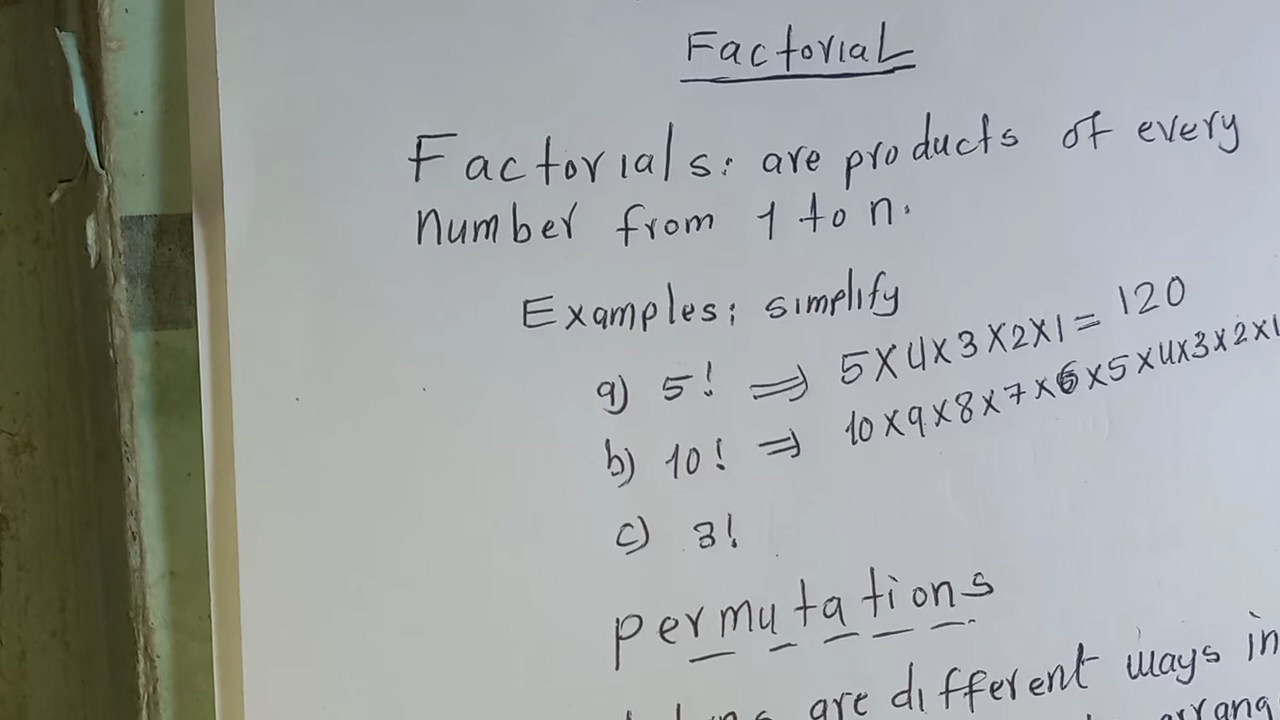 Factorial
Factorials: are products of every
number from 1 to n.
Examples: simplify
a) 5! ⇒ 5×4×3×2×1 = 120
b) 10! ⇒ 10×9×8×7×6×5×4×3×2×1
c) 3!
permutations
are different ways in